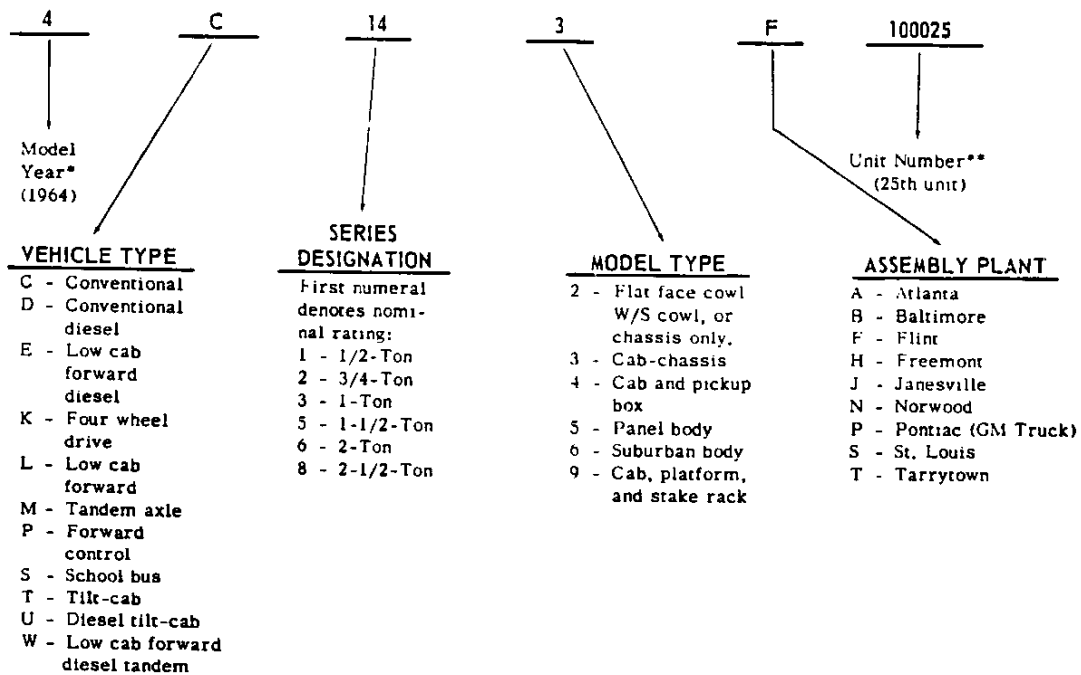 4 C 14 3 F 100025
Model
Year*
(1964)
Unit Number**
(25th unit)
VEHICLE TYPE
C - Conventional
D - Conventional
diesel
E - Low cab
forward
diesel
K - Four wheel
drive
L - Low cab
forward
M - Tandem axle
P - Forward
control
S - School bus
T - Tilt-cab
U - Diesel tilt-cab
W - Low cab forward
diesel tandem
SERIES
DESIGNATION
First numeral
denotes nomi-
nal rating:
1 - 1/2-Ton
2 - 3/4-Ton
3 - 1-Ton
5 - 1-1/2-Ton
6 - 2-Ton
8 - 2-1/2-Ton
MODEL TYPE
2 - Flat face cowl
W/S cowl, or
chassis only.
3 - Cab-chassis
4 - Cab and pickup
box
5 - Panel body
6 - Suburban body
9 - Cab, platform,
and stake rack
ASSEMBLY PLANT
A - Atlanta
B - Baltimore
F - Flint
H - Freemont
J - Janesville
N - Norwood
P - Pontiac (GM Truck)
S - St. Louis
T - Tarrytown